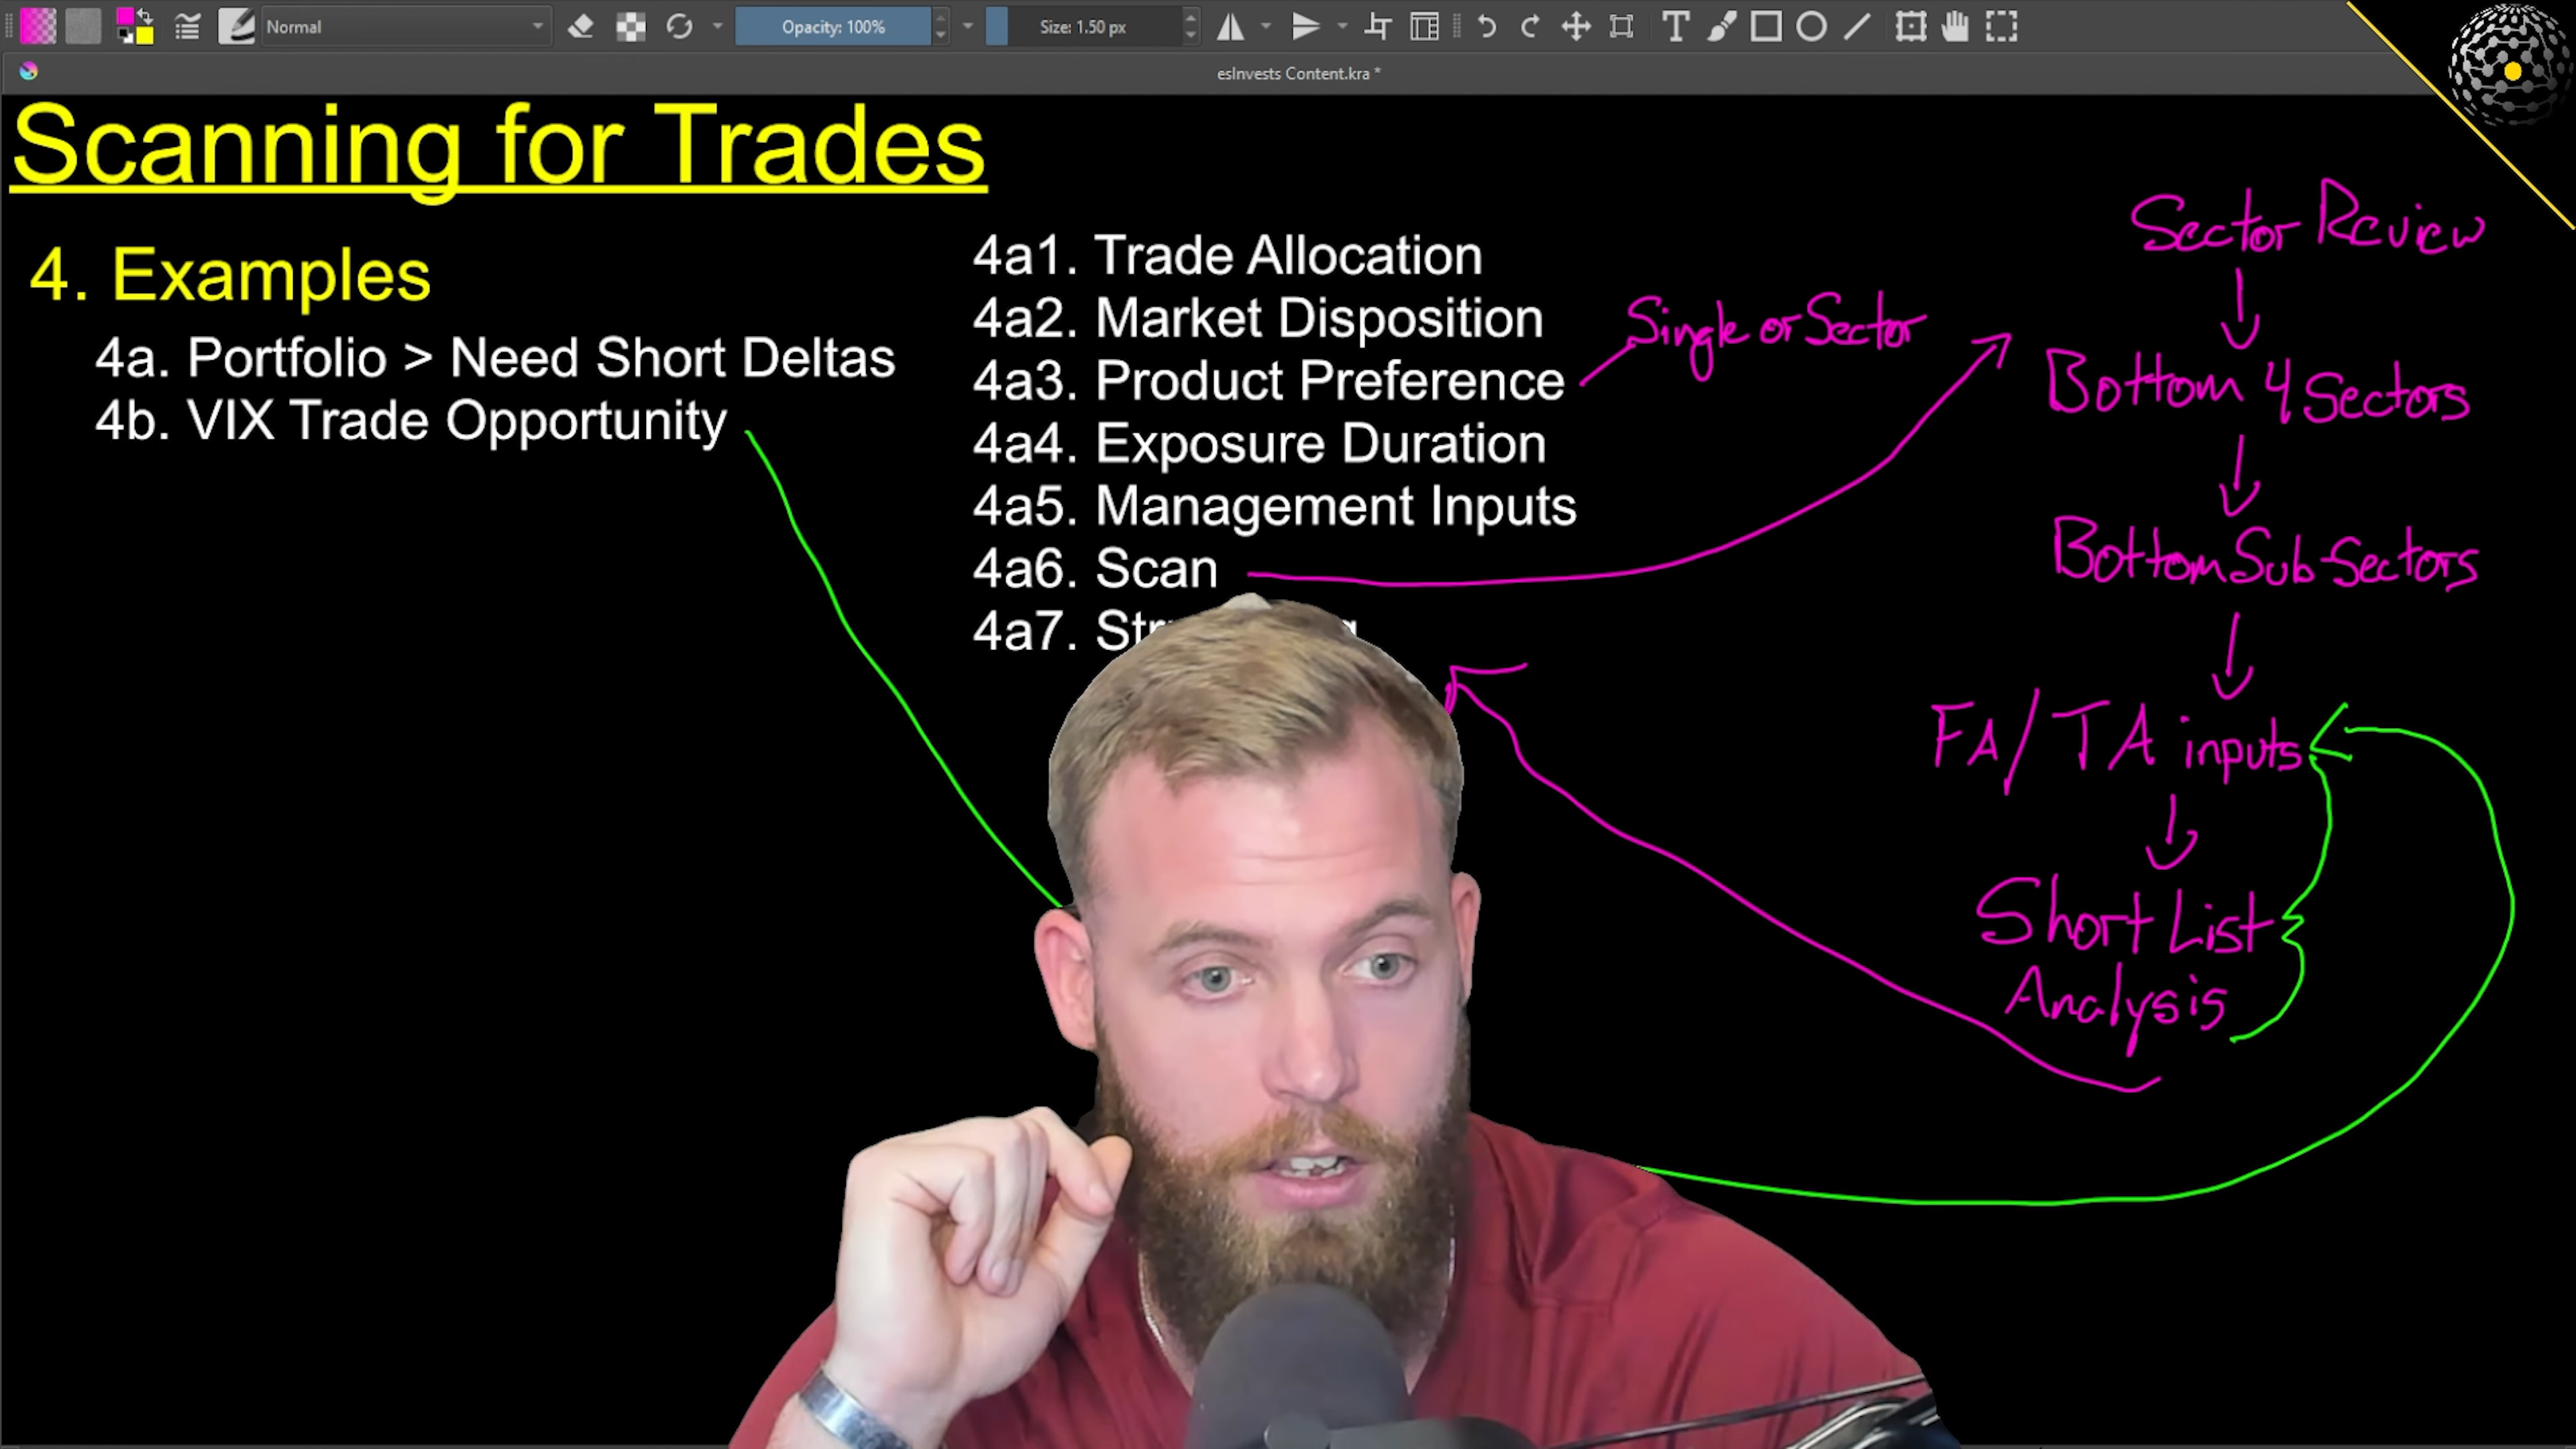 Normal
Opacity: 100%
Size: 1.50 px
esInvests Content.kra *
Scanning for Trades
4. Examples
4a. Portfolio > Need Short Deltas
4b. VIX Trade Opportunity
4a1. Trade Allocation
4a2. Market Disposition
4a3. Product Preference
4a4. Exposure Duration
4a5. Management Inputs
4a6. Scan
4a7.
Single or Sector
Sector Review
Bottom 4 Sectors
Bottom Sub-Sectors
FA/TA inputs
Short List
Analysis